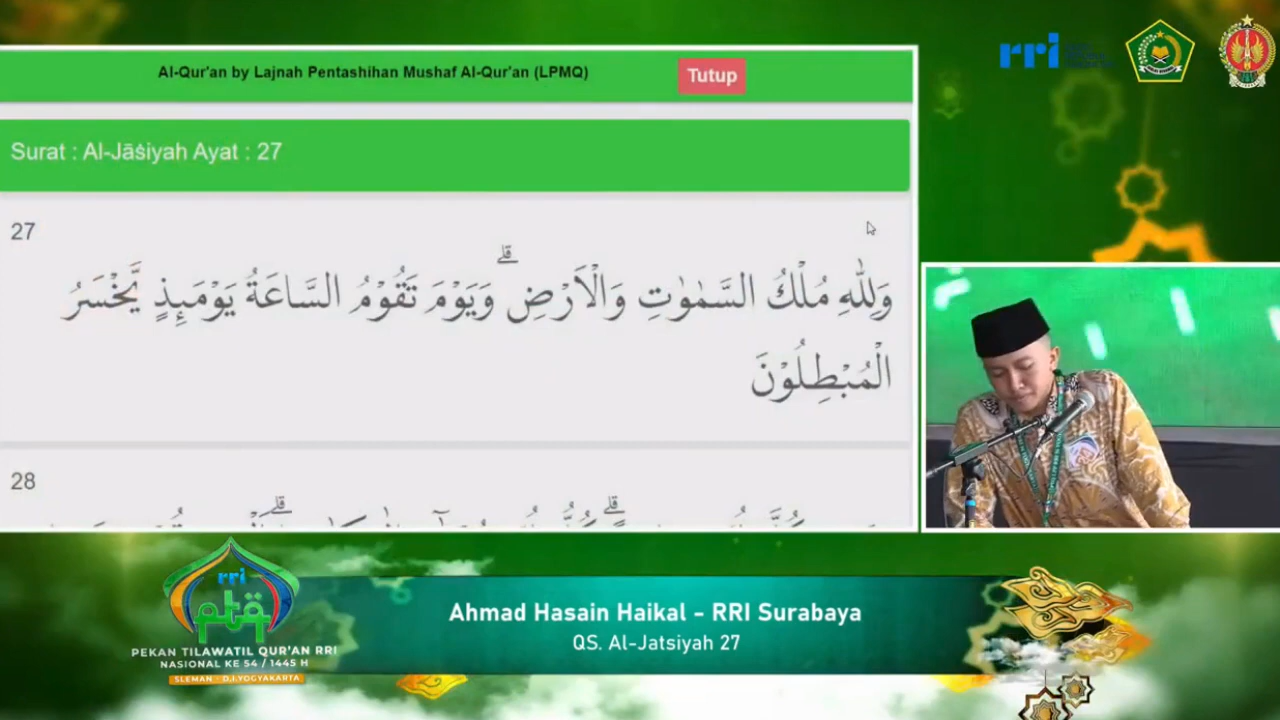 rri
Al-Qur'an by Lajnah Pentashihan Mushaf Al-Qur'an (LPMQ)
Tutup
Surat : Al-Jāṡiyah Ayat : 27
27
وَلِلّٰهِ مُلْكُ السَّمٰوٰتِ وَالْاَرْضِۗ وَيَوْمَ تَقُوْمُ السَّاعَةُ يَوْمَىِٕذٍ يَّخْسَرُ
الْمُبْطِلُوْنَ
28
rri
ptq
PEKAN TILAWATIL QUR'AN RRI
NASIONAL KE 54 / 1445 H
SLEMAN - D.I.YOGYAKARTA
Ahmad Hasain Haikal - RRI Surabaya
QS. Al-Jatsiyah 27